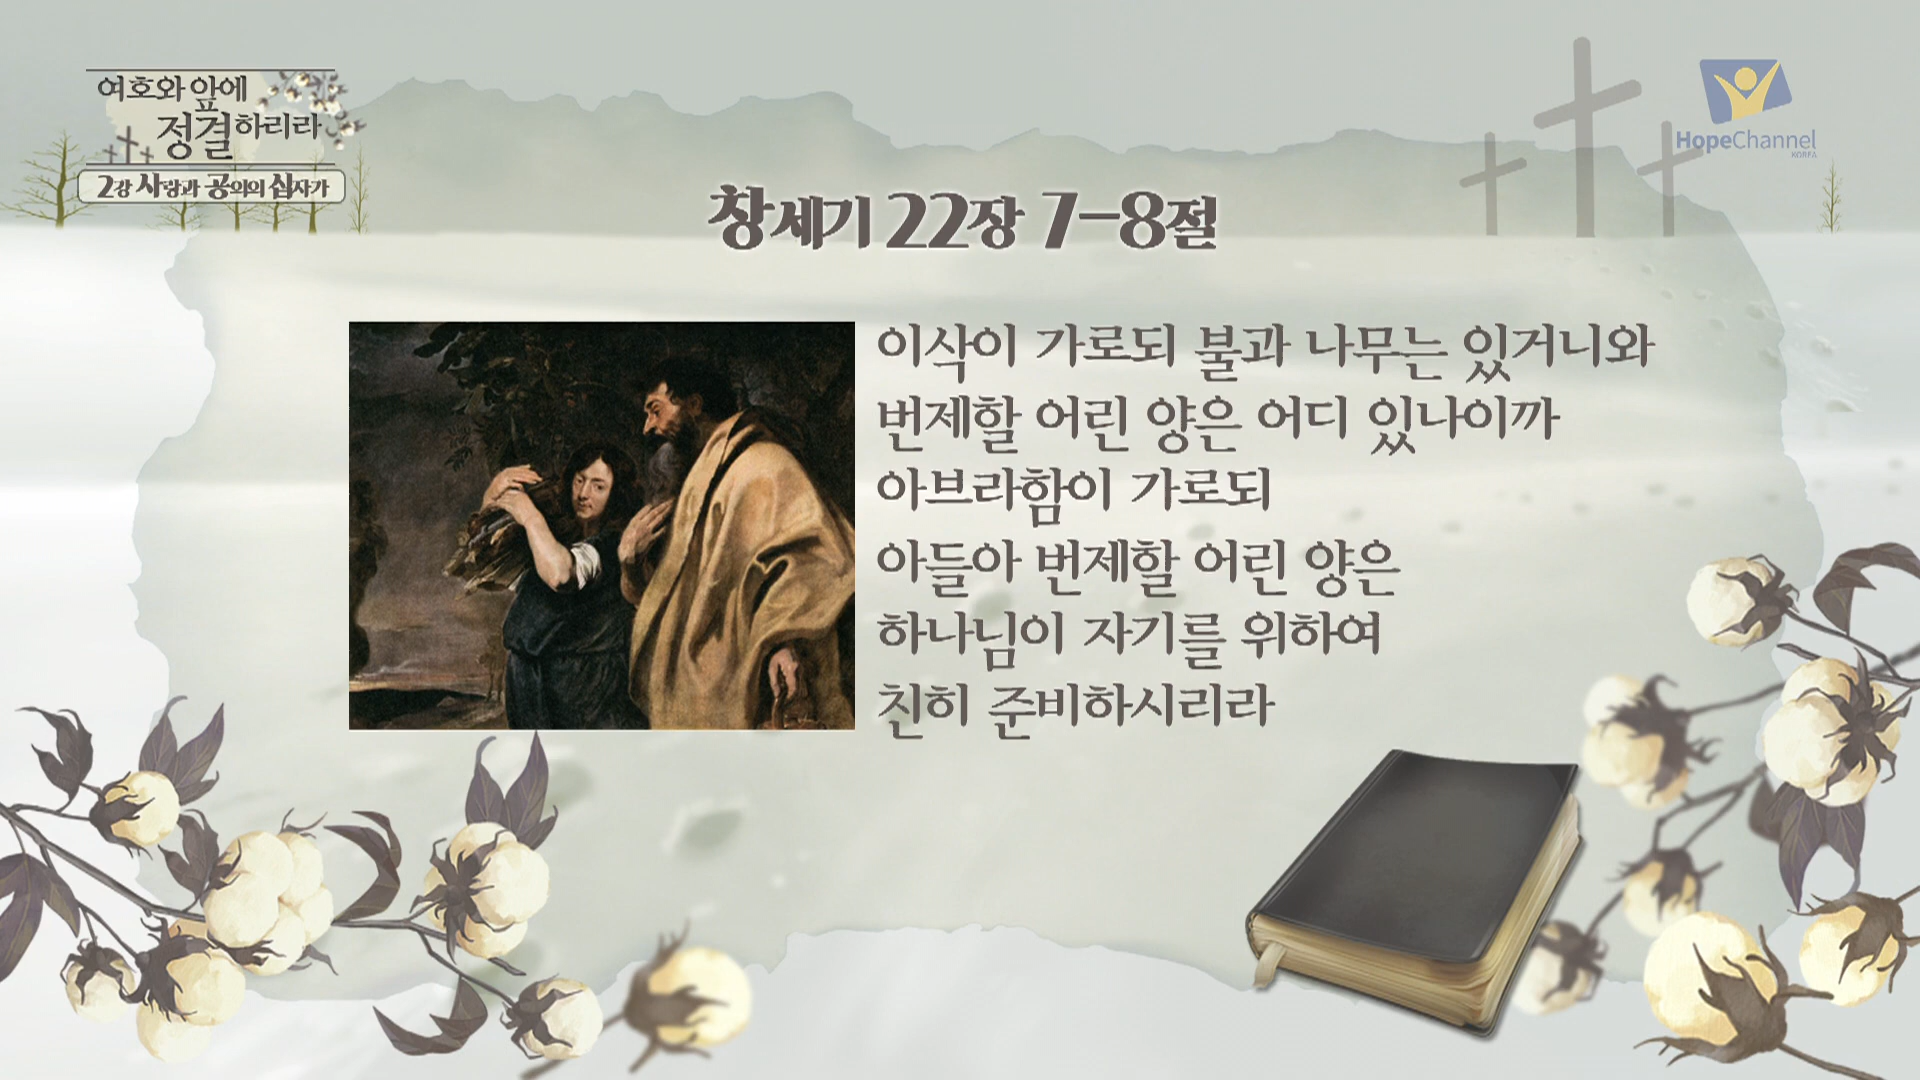 여호와 앞에
정결하리라
2강 사랑과 공의의 십자가
HopeChannel
KOREA
창세기 22장 7-8절
이삭이 가로되 불과 나무는 있거니와
번제할 어린 양은 어디 있나이까
아브라함이 가로되
아들아 번제할 어린 양은
하나님이 자기를 위하여
친히 준비하시리라